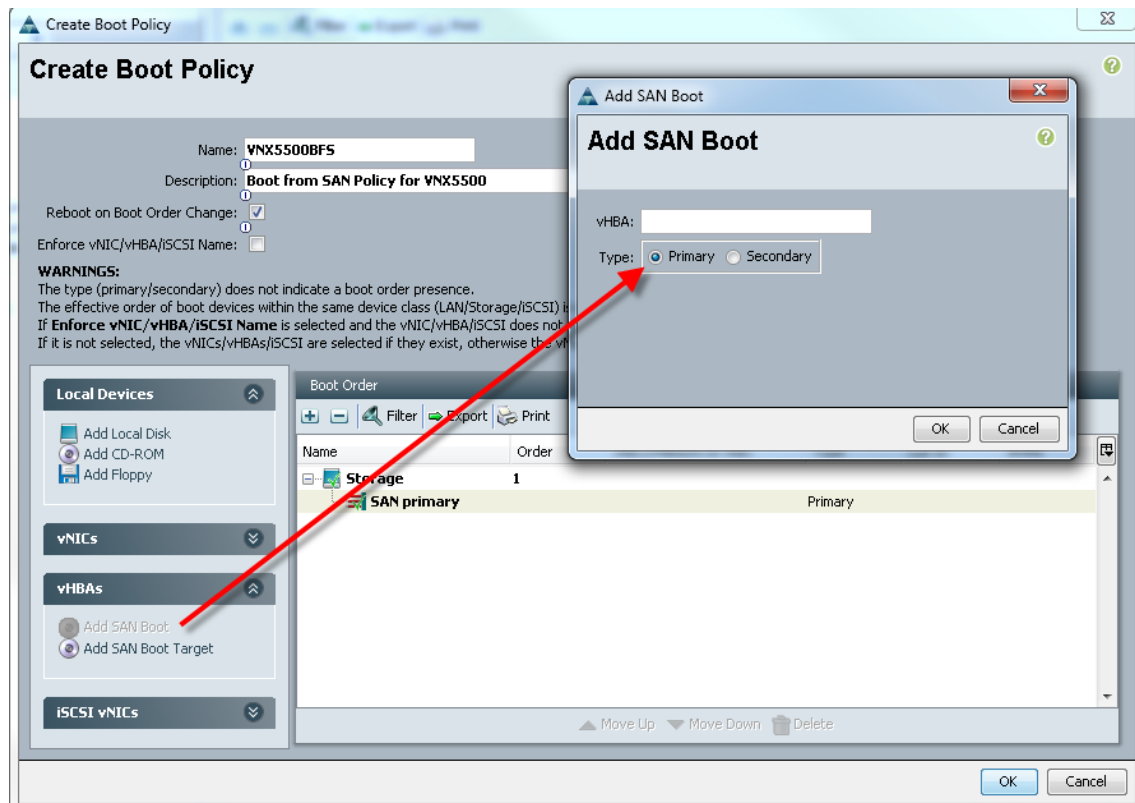 Create Boot Policy
Filter Export Print
Create Boot Policy
Name: VNX5500BFS
Description: Boot from SAN Policy for VNX5500
Reboot on Boot Order Change:
Enforce vNIC/vHBA/iSCSI Name:
WARNINGS:
The type (primary/secondary) does not indicate a boot order presence.
The effective order of boot devices within the same device class (LAN/Storage/iSCSI)
If Enforce vNIC/vHBA/iSCSI Name is selected and the vNIC/vHBA/iSCSI does not
If it is not selected, the vNICs/vHBAs/iSCSI are selected if they exist, otherwise the
Add SAN Boot
Add SAN Boot
vHBA:
Type: Primary Secondary
OK Cancel
Local Devices
Add Local Disk
Add CD-ROM
Add Floppy
vNICs
vHBAs
Add SAN Boot
Add SAN Boot Target
iSCSI vNICs
Boot Order
Filter Export Print
Name Order
Storage 1
SAN primary Primary
Move Up Move Down Delete
OK Cancel